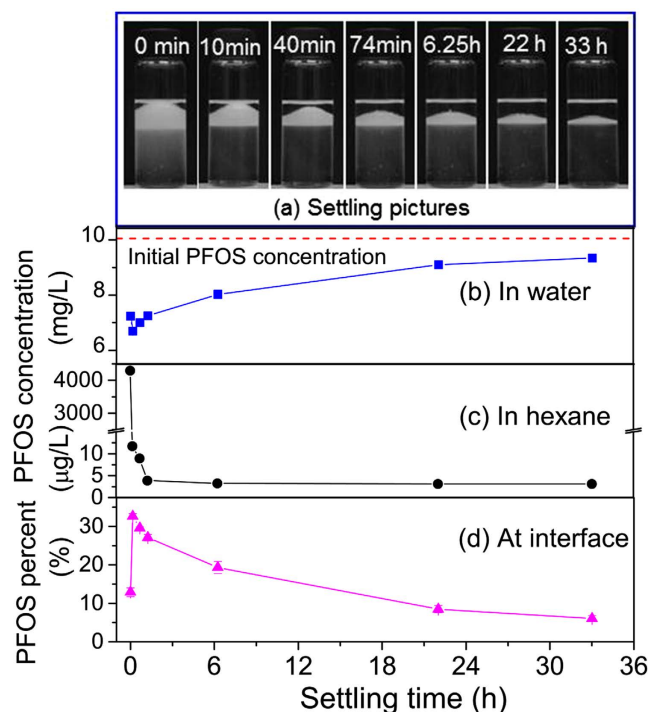 0 min 10min 40min 74min 6.25h 22 h 33 h
(a) Settling pictures
10
Initial PFOS concentration
8
(b) In water
6
PFOS concentration
(mg/L)
4000
3000
(c) In hexane
10
5
0
(μg/L)
30
(d) At interface
20
10
0
PFOS percent
(%)
0 6 12 18 24 30 36
Settling time (h)